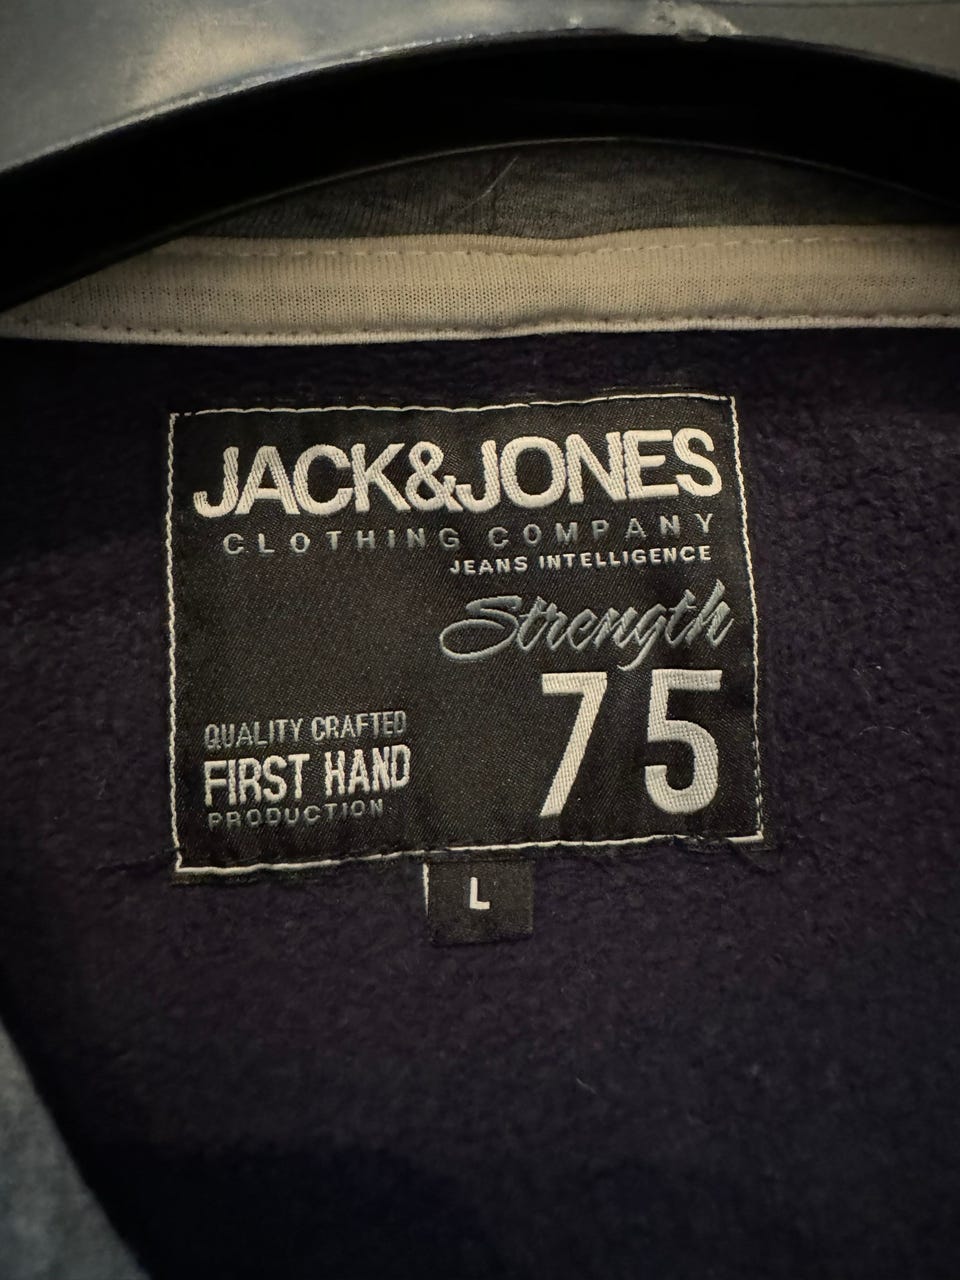 JACK&JONES
CLOTHING COMPANY
JEANS INTELLIGENCE
Strength
75
QUALITY CRAFTED
FIRST HAND
PRODUCTION
L